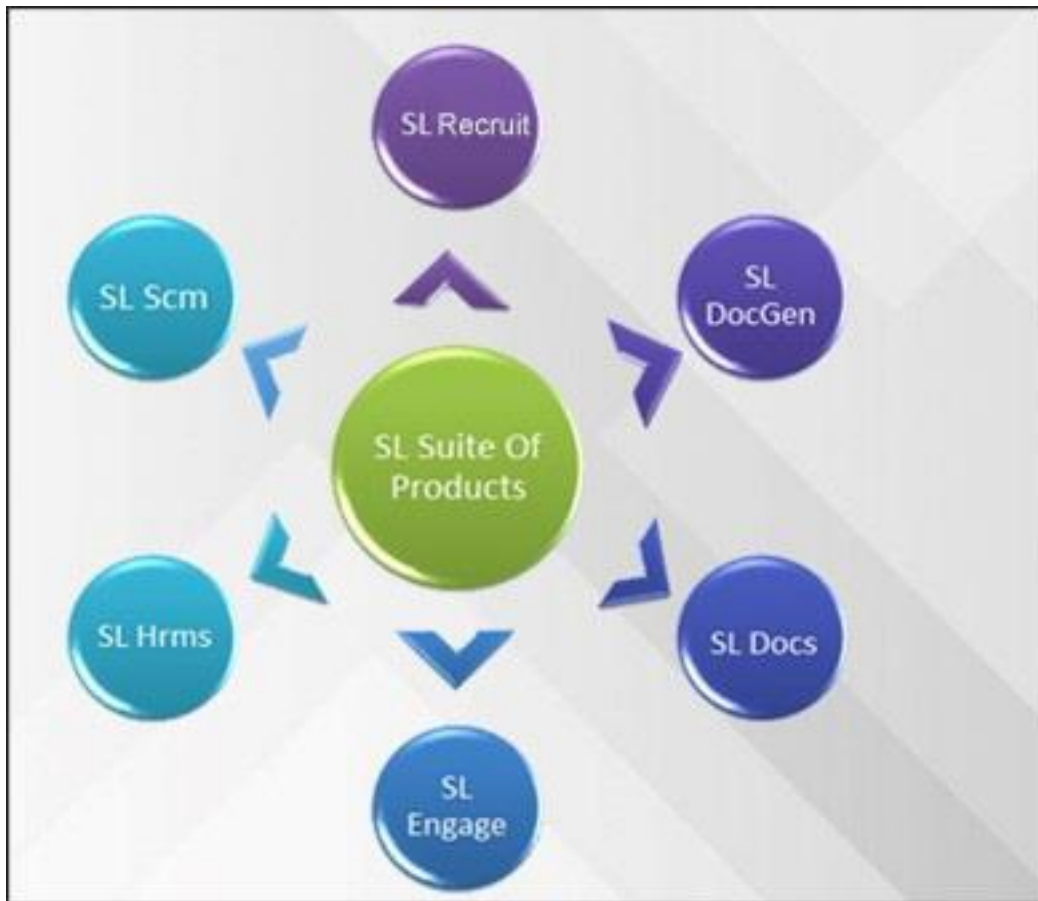 SL Recruit
SL
DocGen
SL Docs
SL
Engage
SL Hrms
SL Scm
SL Suite Of
Products